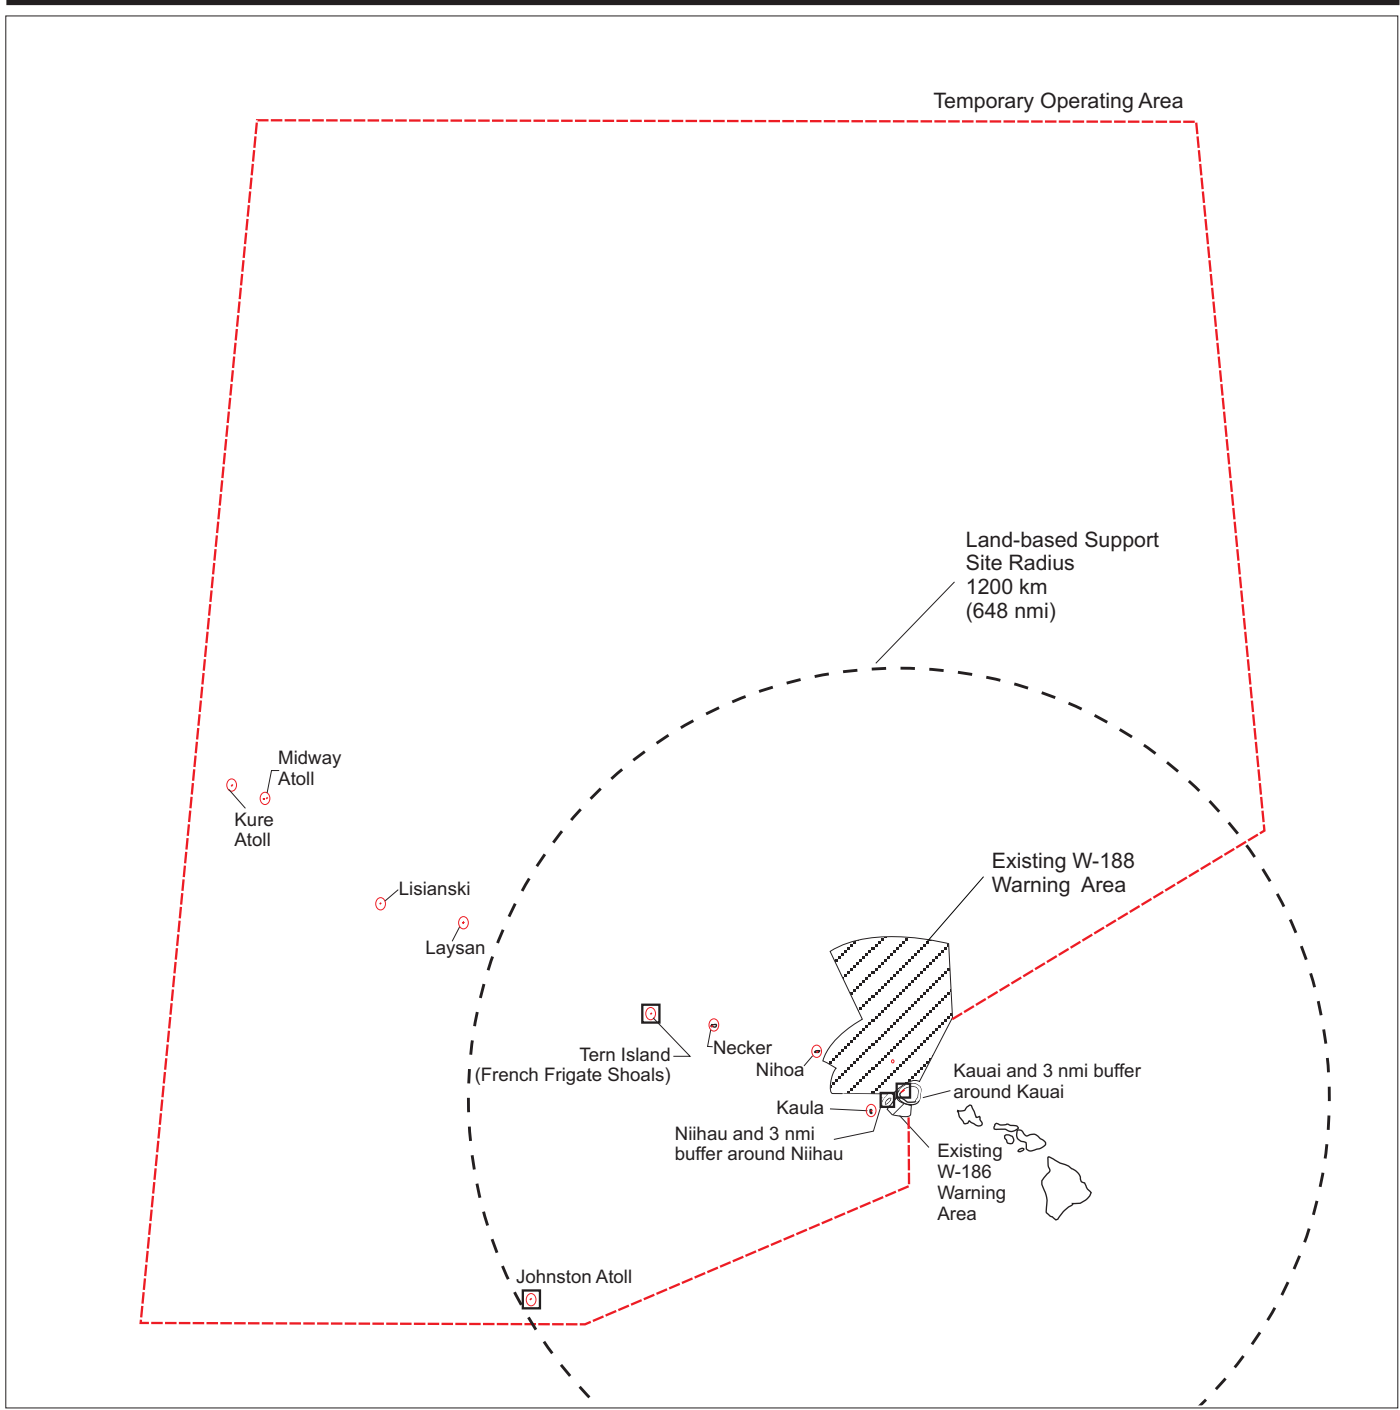 Temporary Operating Area
Land-based Support
Site Radius
1200 km
(648 nmi)
Midway
Atoll
Kure
Atoll
Existing W-188
Warning Area
Lisianski
Laysan
Necker
Tern Island
(French Frigate Shoals)
Nihoa
Kauai and 3 nmi buffer
around Kauai
Kaula
Niihau and 3 nmi
buffer around Niihau
Existing
W-186
Warning
Area
Johnston Atoll